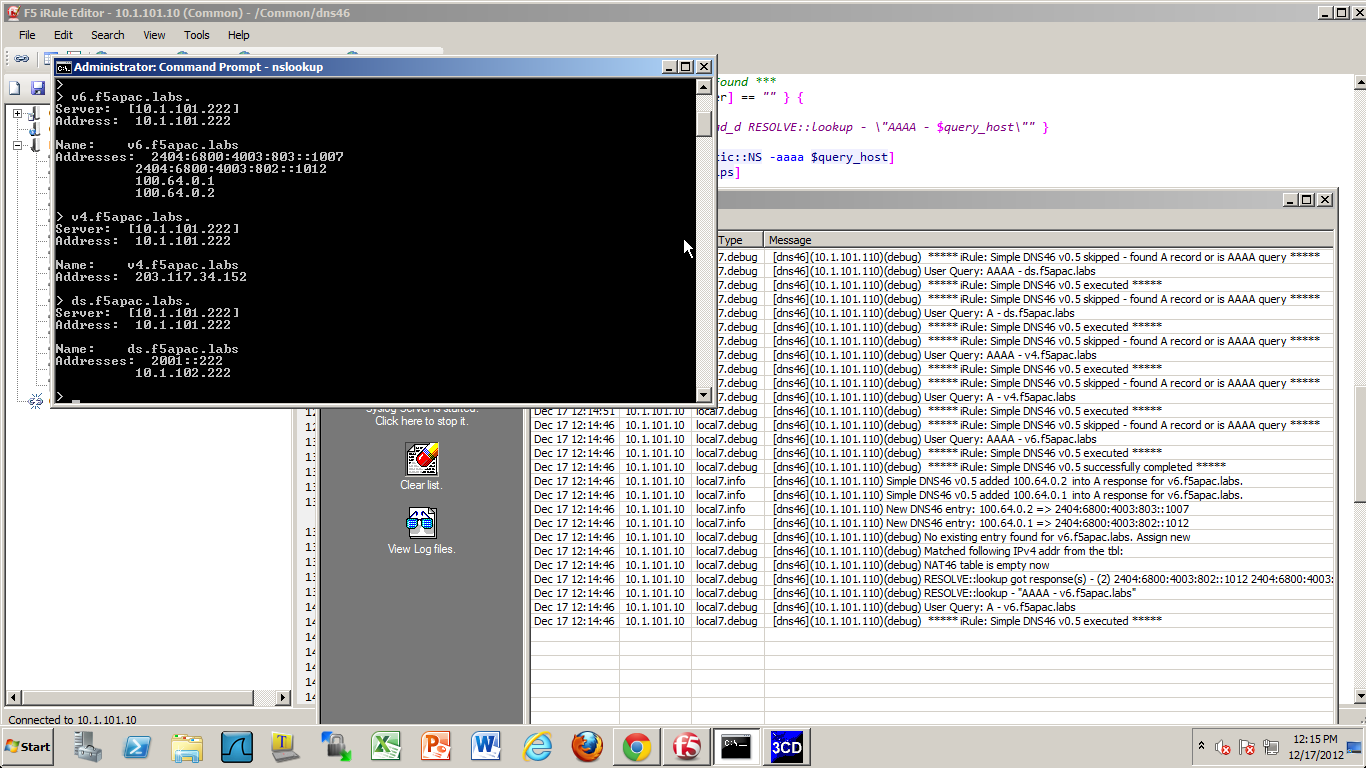 F5 iRule Editor - 10.1.101.10 (Common) - /Common/dns46
File Edit Search View Tools Help
Administrator: Command Prompt - nslookup
>
> v6.f5apac.labs.
Server: [10.1.101.222]
Address: 10.1.101.222
Name: v6.f5apac.labs
Addresses: 2404:6800:4003:803::1007
2404:6800:4003:802::1012
100.64.0.1
100.64.0.2
> v4.f5apac.labs.
Server: [10.1.101.222]
Address: 10.1.101.222
Name: v4.f5apac.labs
Address: 203.117.34.152
> ds.f5apac.labs.
Server: [10.1.101.222]
Address: 10.1.101.222
Name: ds.f5apac.labs
Addresses: 2001::222
10.1.102.222
>
ound ***
er] == "" } {
ad_d RESOLVE::lookup - \"AAAA - $query_host\"" }
tic::NS -aaaa $query_host]
ips]
Type Message
7.debug [dns46](10.1.101.110)(debug) ***** iRule: Simple DNS46 v0.5 skipped - found A record or is AAAA query *****
7.debug [dns46](10.1.101.110)(debug) User Query: AAAA - ds.f5apac.labs
7.debug [dns46](10.1.101.110)(debug) ***** iRule: Simple DNS46 v0.5 executed *****
7.debug [dns46](10.1.101.110)(debug) ***** iRule: Simple DNS46 v0.5 skipped - found A record or is AAAA query *****
7.debug [dns46](10.1.101.110)(debug) User Query: A - ds.f5apac.labs
7.debug [dns46](10.1.101.110)(debug) ***** iRule: Simple DNS46 v0.5 executed *****
7.debug [dns46](10.1.101.110)(debug) ***** iRule: Simple DNS46 v0.5 skipped - found A record or is AAAA query *****
7.debug [dns46](10.1.101.110)(debug) User Query: AAAA - v4.f5apac.labs
7.debug [dns46](10.1.101.110)(debug) ***** iRule: Simple DNS46 v0.5 executed *****
7.debug [dns46](10.1.101.110)(debug) ***** iRule: Simple DNS46 v0.5 skipped - found A record or is AAAA query *****
7.debug [dns46](10.1.101.110)(debug) User Query: A - v4.f5apac.labs
Dec 17 12:14:51 10.1.101.10 local7.debug [dns46](10.1.101.110)(debug) ***** iRule: Simple DNS46 v0.5 executed *****
Dec 17 12:14:46 10.1.101.10 local7.debug [dns46](10.1.101.110)(debug) ***** iRule: Simple DNS46 v0.5 skipped - found A record or is AAAA query *****
Dec 17 12:14:46 10.1.101.10 local7.debug [dns46](10.1.101.110)(debug) User Query: AAAA - v6.f5apac.labs
Dec 17 12:14:46 10.1.101.10 local7.debug [dns46](10.1.101.110)(debug) ***** iRule: Simple DNS46 v0.5 executed *****
Dec 17 12:14:46 10.1.101.10 local7.debug [dns46](10.1.101.110)(debug) ***** iRule: Simple DNS46 v0.5 successfully completed *****
Dec 17 12:14:46 10.1.101.10 local7.info [dns46](10.1.101.110) Simple DNS46 v0.5 added 100.64.0.2 into A response for v6.f5apac.labs.
Dec 17 12:14:46 10.1.101.10 local7.info [dns46](10.1.101.110) Simple DNS46 v0.5 added 100.64.0.1 into A response for v6.f5apac.labs.
Dec 17 12:14:46 10.1.101.10 local7.info [dns46](10.1.101.110) New DNS46 entry: 100.64.0.2 => 2404:6800:4003:803::1007
Dec 17 12:14:46 10.1.101.10 local7.info [dns46](10.1.101.110) New DNS46 entry: 100.64.0.1 => 2404:6800:4003:802::1012
Dec 17 12:14:46 10.1.101.10 local7.debug [dns46](10.1.101.110)(debug) No existing entry found for v6.f5apac.labs. Assign new
Dec 17 12:14:46 10.1.101.10 local7.debug [dns46](10.1.101.110)(debug) Matched following IPv4 addr from the tbl:
Dec 17 12:14:46 10.1.101.10 local7.debug [dns46](10.1.101.110)(debug) NAT46 table is empty now
Dec 17 12:14:46 10.1.101.10 local7.debug [dns46](10.1.101.110)(debug) RESOLVE::lookup got response(s) - (2) 2404:6800:4003:802::1012 2404:6800:4003:
Dec 17 12:14:46 10.1.101.10 local7.debug [dns46](10.1.101.110)(debug) RESOLVE::lookup - "AAAA - v6.f5apac.labs"
Dec 17 12:14:46 10.1.101.10 local7.debug [dns46](10.1.101.110)(debug) User Query: A - v6.f5apac.labs
Dec 17 12:14:46 10.1.101.10 local7.debug [dns46](10.1.101.110)(debug) ***** iRule: Simple DNS46 v0.5 executed *****
Syslog Server is started.
Click here to stop it.
Clear list.
View Log files.
Connected to 10.1.101.10
Start
3CD
12:15 PM
12/17/2012